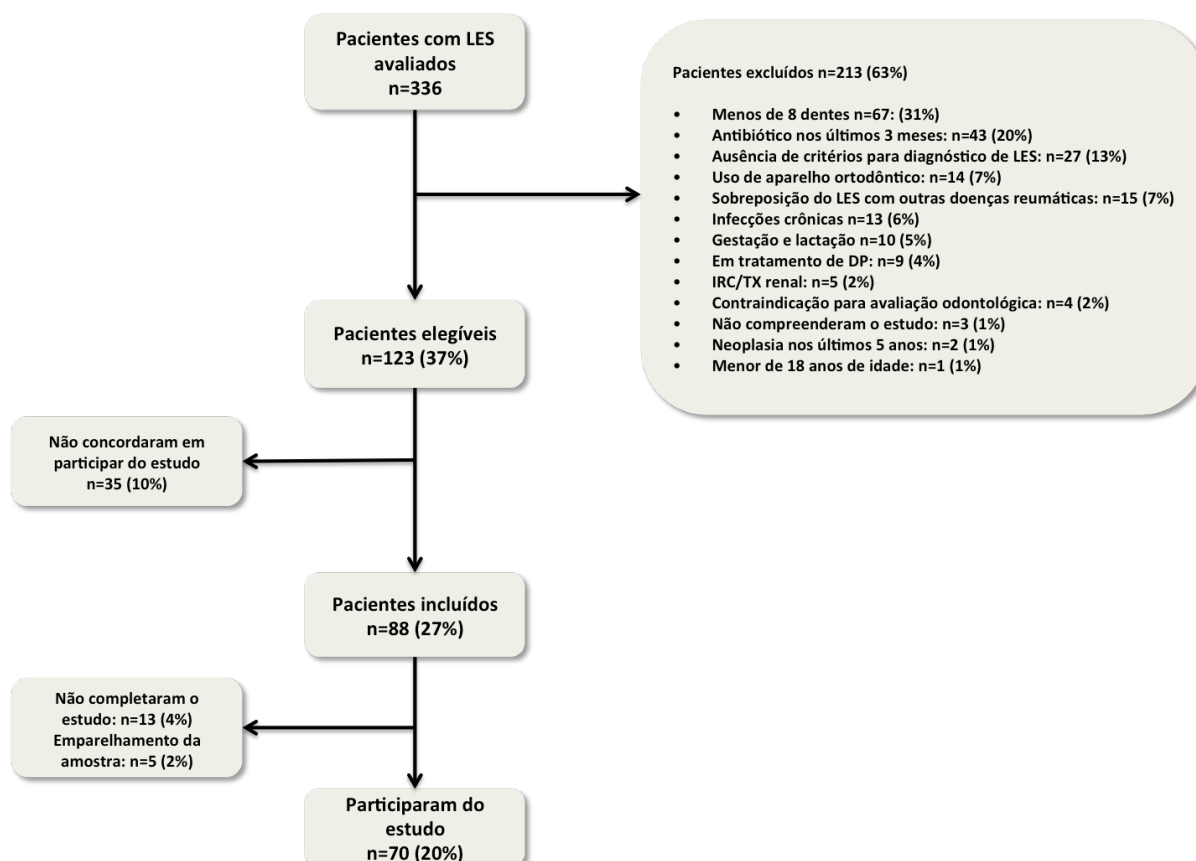 Pacientes com LES
avaliados
n=336
Pacientes excluídos n=213 (63%)
• Menos de 8 dentes n=67: (31%)
• Antibiótico nos últimos 3 meses: n=43 (20%)
• Ausência de critérios para diagnóstico de LES: n=27 (13%)
• Uso de aparelho ortodôntico: n=14 (7%)
• Sobreposição do LES com outras doenças reumáticas: n=15 (7%)
• Infecções crônicas n=13 (6%)
• Gestação e lactação n=10 (5%)
• Em tratamento de DP: n=9 (4%)
• IRC/TX renal: n=5 (2%)
• Contraindicação para avaliação odontológica: n=4 (2%)
• Não compreenderam o estudo: n=3 (1%)
• Neoplasia nos últimos 5 anos: n=2 (1%)
• Menor de 18 anos de idade: n=1 (1%)
Pacientes elegíveis
n=123 (37%)
Não concordaram em
participar do estudo
n=35 (10%)
Pacientes incluídos
n=88 (27%)
Não completaram o
estudo: n=13 (4%)
Emparelhamento da
amostra: n=5 (2%)
Participaram do
estudo
n=70 (20%)